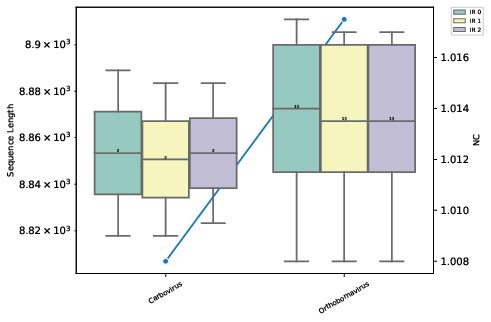 IR 0
IR 1
IR 2
8.9 × 10³
8.88 × 10³
8.86 × 10³
8.84 × 10³
8.82 × 10³
Sequence Length
2
2
2
13
13
13
1.016
1.014
1.012
1.010
1.008
NC
Carbovirus
Orthobornavirus